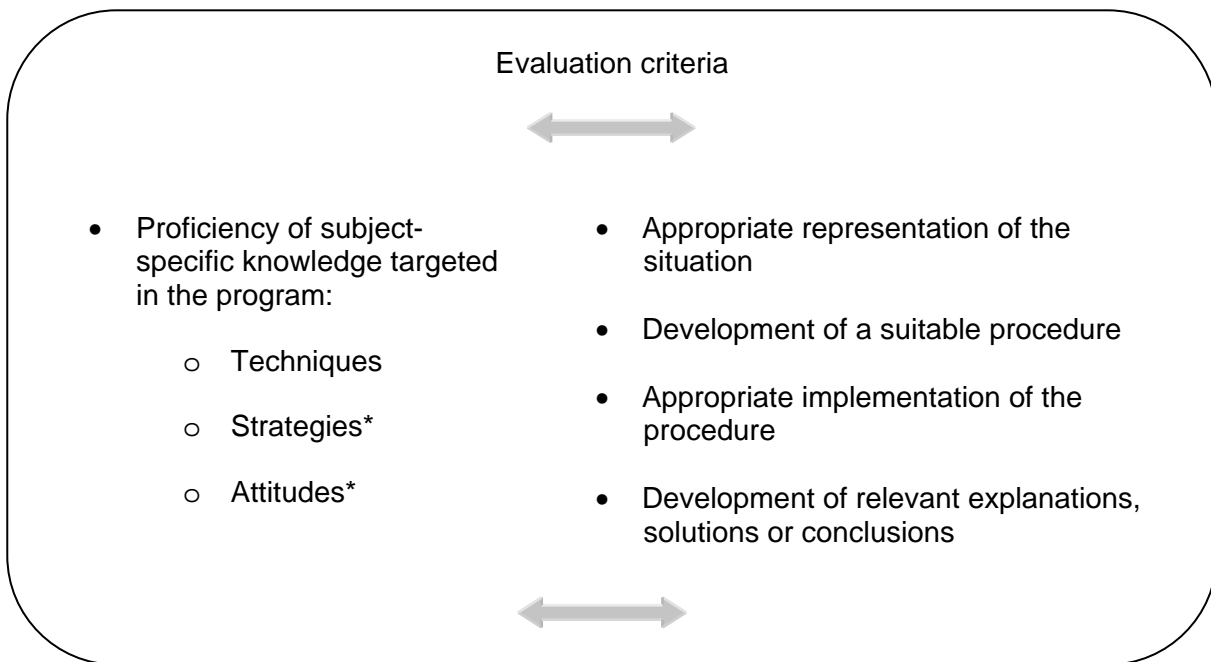 Evaluation criteria
• Proficiency of subject-
specific knowledge targeted
in the program:
o Techniques
o Strategies*
o Attitudes*
• Appropriate representation of the
situation
• Development of a suitable procedure
• Appropriate implementation of the
procedure
• Development of relevant explanations,
solutions or conclusions